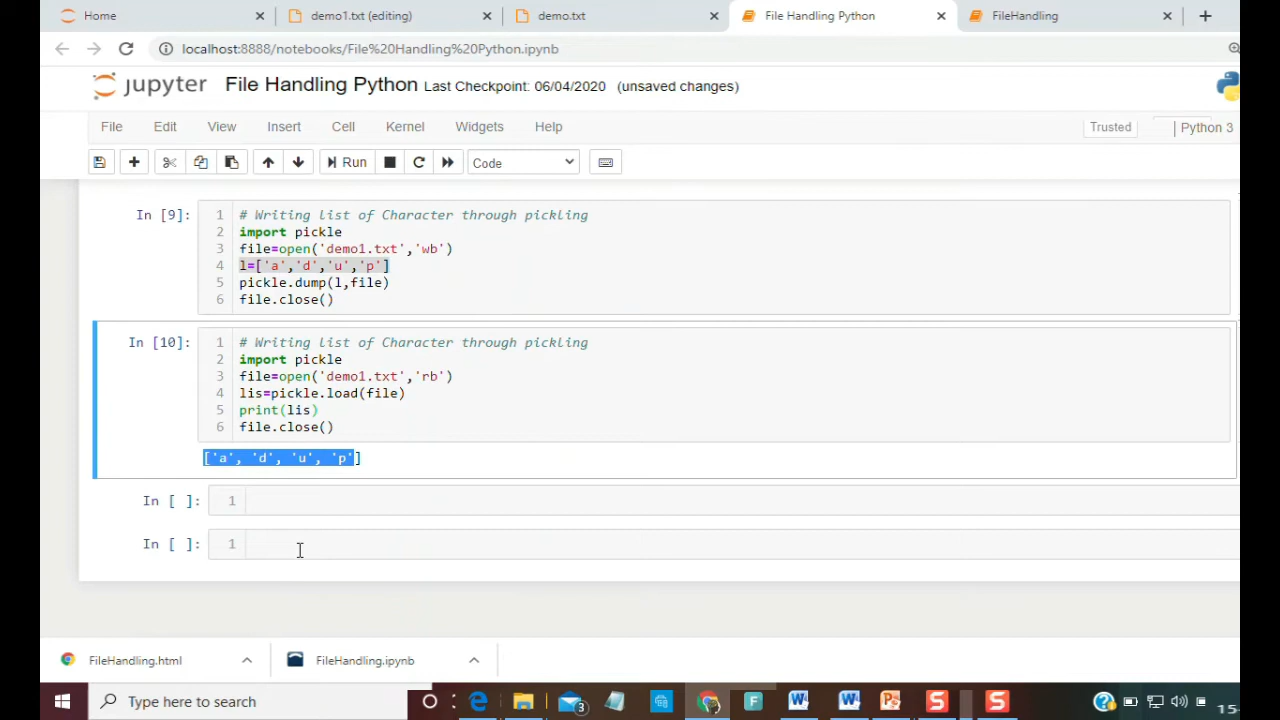 Home
demo1.txt (editing)
demo.txt
File Handling Python
FileHandling
localhost:8888/notebooks/File%20Handling%20Python.ipynb
jupyter File Handling Python Last Checkpoint: 06/04/2020 (unsaved changes)
File Edit View Insert Cell Kernel Widgets Help Trusted Python 3
Run Code
In [9]:
1 # Writing list of Character through pickling
2 import pickle
3 file=open('demo1.txt','wb')
4 l=['a','d','u','p']
5 pickle.dump(l,file)
6 file.close()
In [10]:
1 # Writing list of Character through pickling
2 import pickle
3 file=open('demo1.txt','rb')
4 lis=pickle.load(file)
5 print(lis)
6 file.close()
['a', 'd', 'u', 'p']
In [ ]: 1
In [ ]: 1
FileHandling.html
FileHandling.ipynb
Type here to search
3
F
W
W
P
S
S
15